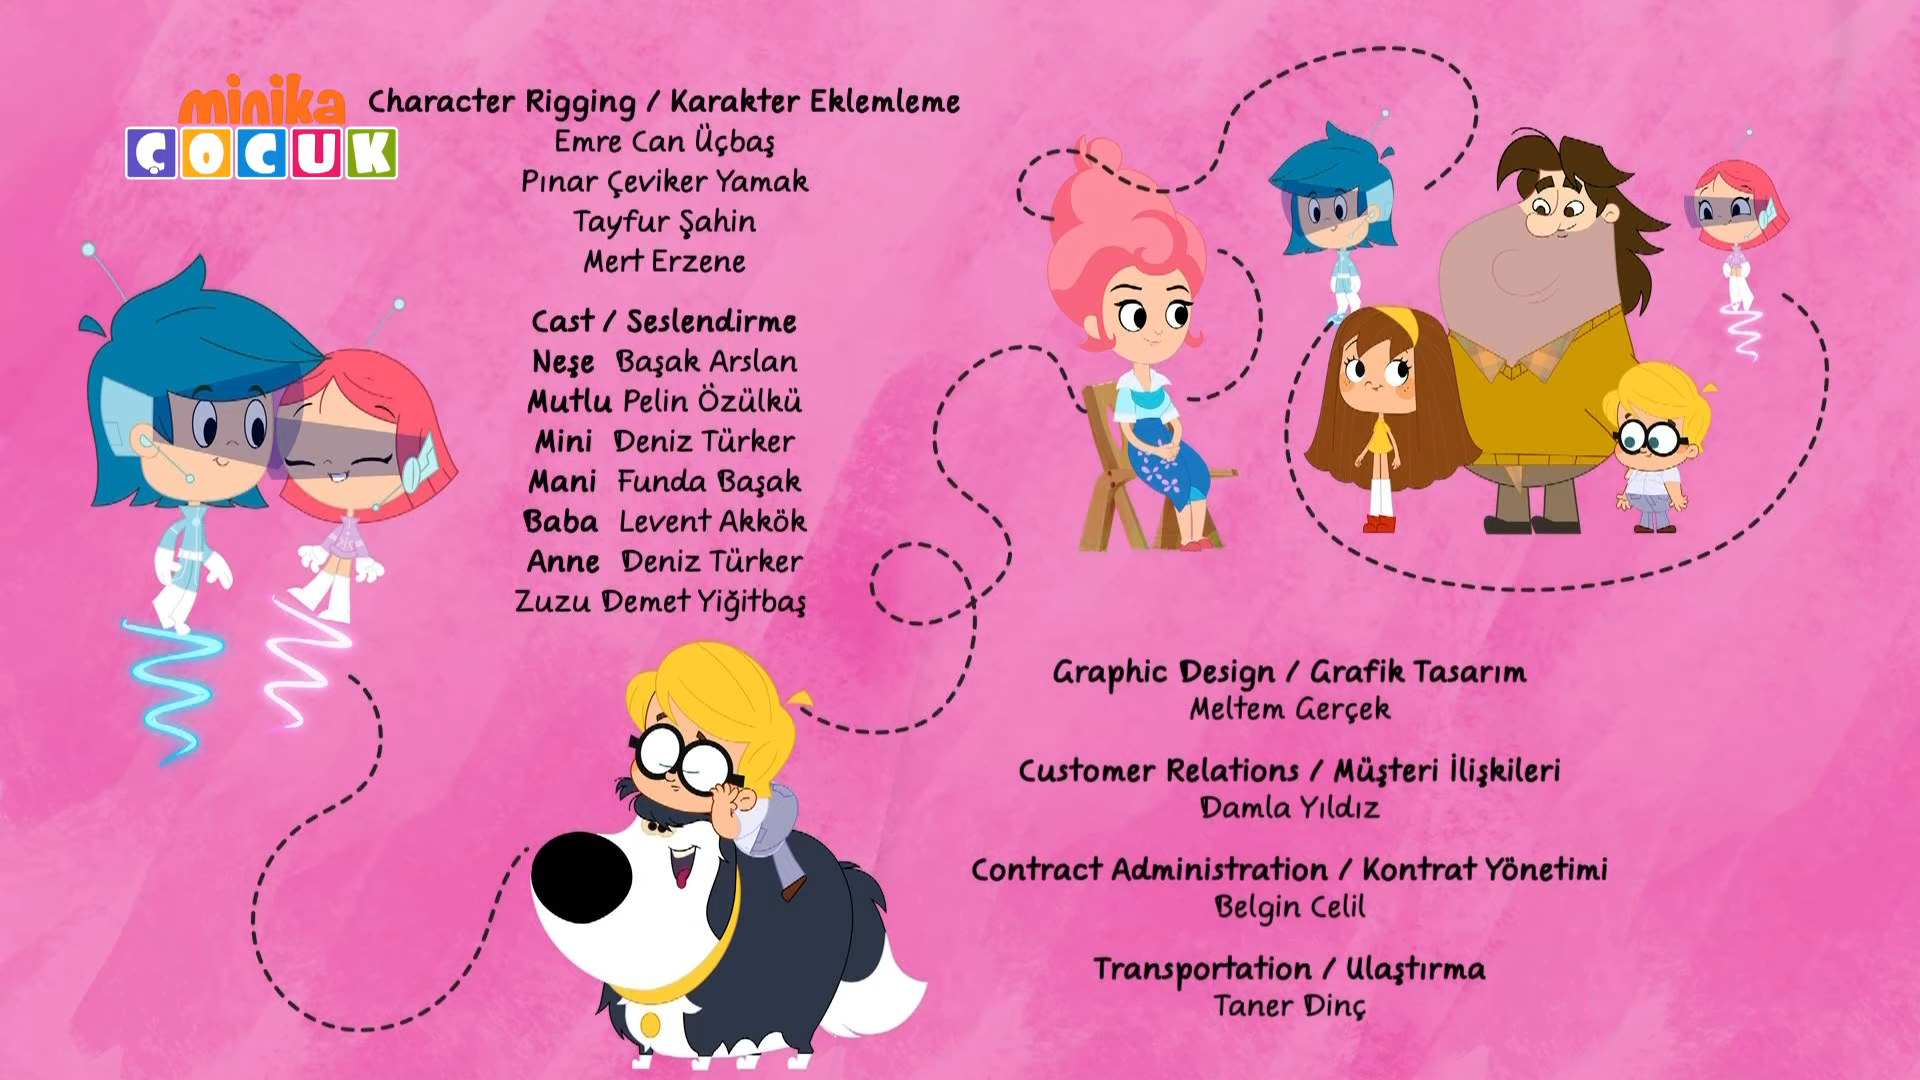 minika
ÇOCUK
Character Rigging / Karakter Eklemleme
Emre Can Üçbaş
Pınar Çeviker Yamak
Tayfur Şahin
Mert Erzene
Cast / Seslendirme
Neşe Başak Arslan
Mutlu Pelin Özülkü
Mini Deniz Türker
Mani Funda Başak
Baba Levent Akkök
Anne Deniz Türker
Zuzu Demet Yiğitbaş
Graphic Design / Grafik Tasarım
Meltem Gerçek
Customer Relations / Müşteri İlişkileri
Damla Yıldız
Contract Administration / Kontrat Yönetimi
Belgin Celil
Transportation / Ulaştırma
Taner Dinç